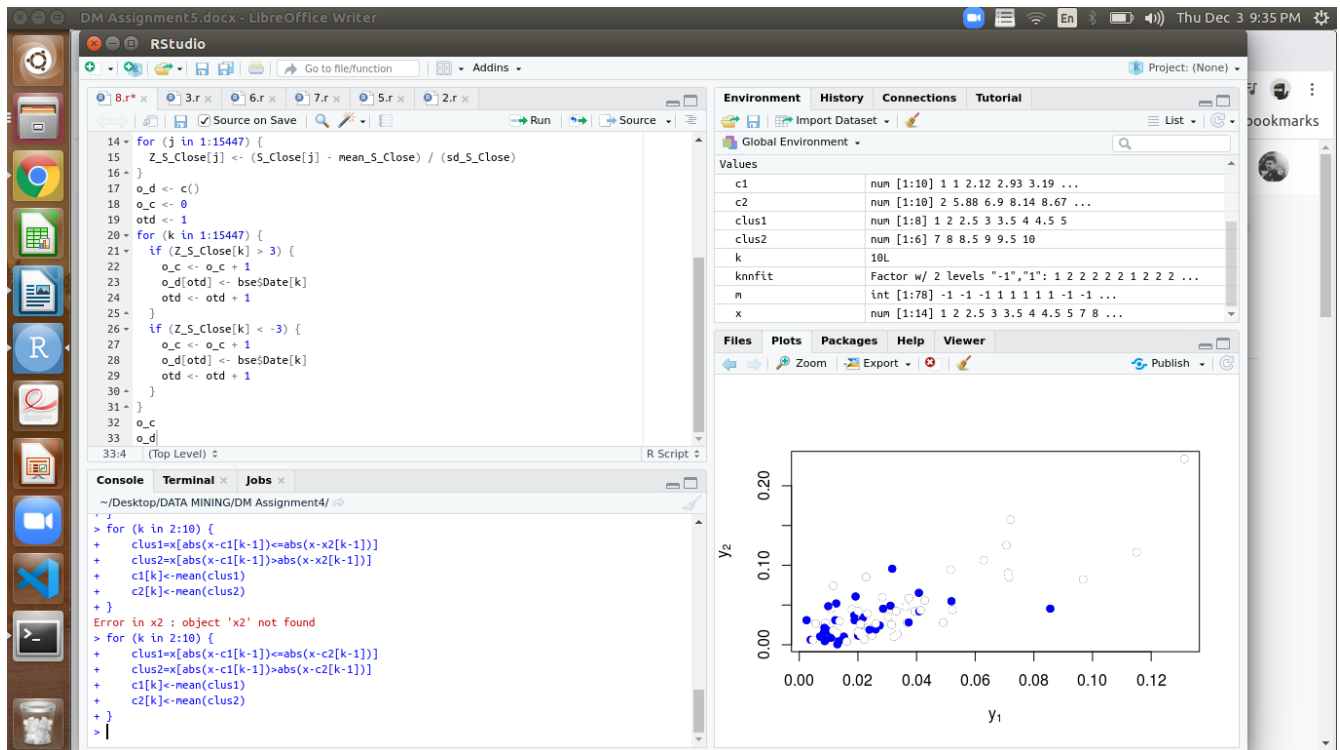 DM Assignment5.docx - LibreOffice Writer
En
Thu Dec 3 9:35 PM
RStudio
Go to file/function
Addins
Project: (None)
8.r*
3.r
6.r
7.r
5.r
2.r
Source on Save
Run
Source
14 for (j in 1:15447) {
15 Z_S_Close[j] <- (S_Close[j] - mean_S_Close) / (sd_S_Close)
16 }
17 o_d <- c()
18 o_c <- 0
19 otd <- 1
20 for (k in 1:15447) {
21 if (Z_S_Close[k] > 3) {
22 o_c <- o_c + 1
23 o_d[otd] <- bse$Date[k]
24 otd <- otd + 1
25 }
26 if (Z_S_Close[k] < -3) {
27 o_c <- o_c + 1
28 o_d[otd] <- bse$Date[k]
29 otd <- otd + 1
30 }
31 }
32 o_c
33 o_d
33:4 (Top Level)
R Script
Console
Terminal
Jobs
~/Desktop/DATA MINING/DM Assignment4/
> for (k in 2:10) {
+ clus1=x[abs(x-c1[k-1])<=abs(x-x2[k-1])]
+ clus2=x[abs(x-c1[k-1])>abs(x-x2[k-1])]
+ c1[k]<-mean(clus1)
+ c2[k]<-mean(clus2)
+ }
Error in x2 : object 'x2' not found
> for (k in 2:10) {
+ clus1=x[abs(x-c1[k-1])<=abs(x-c2[k-1])]
+ clus2=x[abs(x-c1[k-1])>abs(x-c2[k-1])]
+ c1[k]<-mean(clus1)
+ c2[k]<-mean(clus2)
+ }
>
Environment
History
Connections
Tutorial
Import Dataset
List
Global Environment
Values
c1 num [1:10] 1 1 2.12 2.93 3.19 ...
c2 num [1:10] 2 5.88 6.9 8.14 8.67 ...
clus1 num [1:8] 1 2 2.5 3 3.5 4 4.5 5
clus2 num [1:6] 7 8 8.5 9 9.5 10
k 10L
knnfit Factor w/ 2 levels "-1","1": 1 2 2 2 2 2 1 2 2 2 ...
m int [1:78] -1 -1 -1 1 1 1 1 1 -1 -1 ...
x num [1:14] 1 2 2.5 3 3.5 4 4.5 5 7 8 ...
Files
Plots
Packages
Help
Viewer
Zoom
Export
Publish
0.20
0.10
0.00
y2
0.00 0.02 0.04 0.06 0.08 0.10 0.12
y1
bookmarks
R
>_